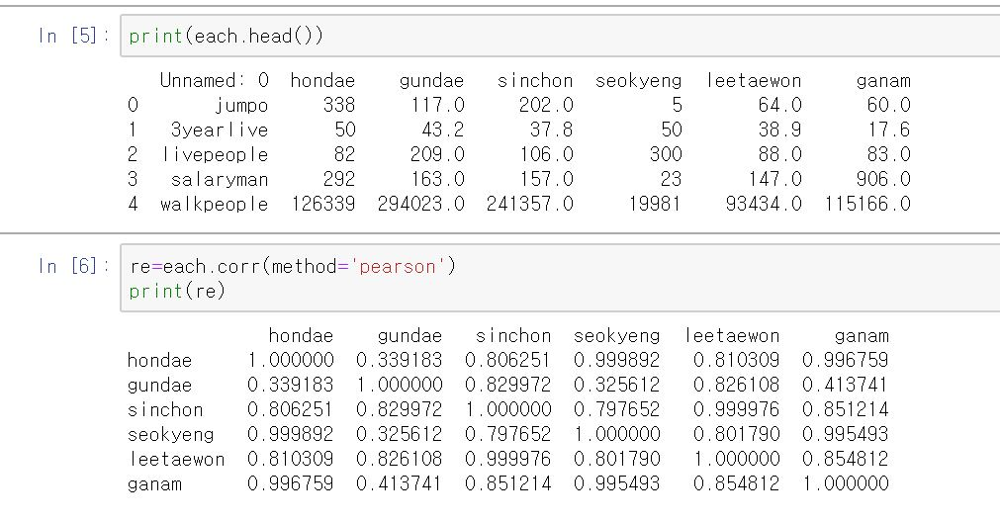 In [5]: print(each.head())
Unnamed: 0 hondae gundae sinchon seokyeng leetaewon ganam
0 jumpo 338 117.0 202.0 5 64.0 60.0
1 3yearlive 50 43.2 37.8 50 38.9 17.6
2 livepeople 82 209.0 106.0 300 88.0 83.0
3 salaryman 292 163.0 157.0 23 147.0 906.0
4 walkpeople 126339 294023.0 241357.0 19981 93434.0 115166.0
In [6]: re=each.corr(method='pearson')
print(re)
hondae gundae sinchon seokyeng leetaewon ganam
hondae 1.000000 0.339183 0.806251 0.999892 0.810309 0.996759
gundae 0.339183 1.000000 0.829972 0.325612 0.826108 0.413741
sinchon 0.806251 0.829972 1.000000 0.797652 0.999976 0.851214
seokyeng 0.999892 0.325612 0.797652 1.000000 0.801790 0.995493
leetaewon 0.810309 0.826108 0.999976 0.801790 1.000000 0.854812
ganam 0.996759 0.413741 0.851214 0.995493 0.854812 1.000000